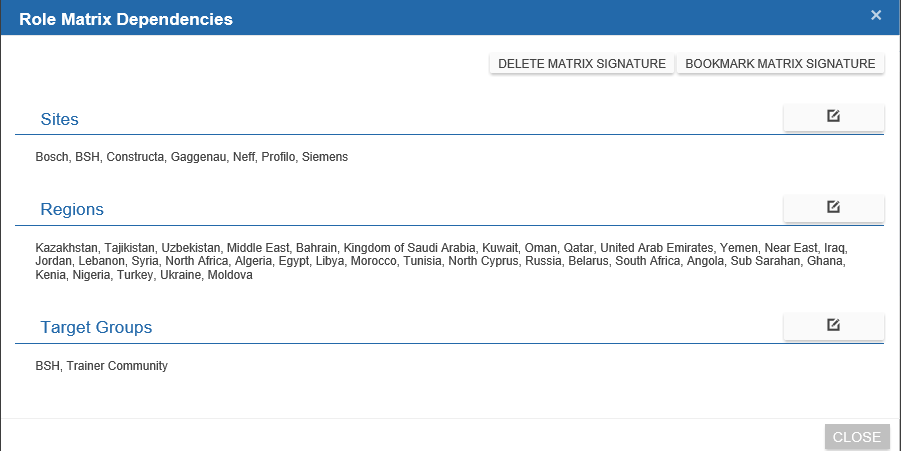 Role Matrix Dependencies
×
DELETE MATRIX SIGNATURE
BOOKMARK MATRIX SIGNATURE
Sites
Bosch, BSH, Constructa, Gaggenau, Neff, Profilo, Siemens
Regions
Kazakhstan, Tajikistan, Uzbekistan, Middle East, Bahrain, Kingdom of Saudi Arabia, Kuwait, Oman, Qatar, United Arab Emirates, Yemen, Near East, Iraq,
Jordan, Lebanon, Syria, North Africa, Algeria, Egypt, Libya, Morocco, Tunisia, North Cyprus, Russia, Belarus, South Africa, Angola, Sub Sarahan, Ghana,
Kenia, Nigeria, Turkey, Ukraine, Moldova
Target Groups
BSH, Trainer Community
CLOSE